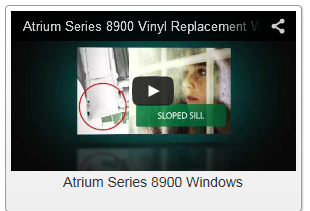 Atrium Series 8900 Vinyl Replacement W
SLOPED SILL
Atrium Series 8900 Windows